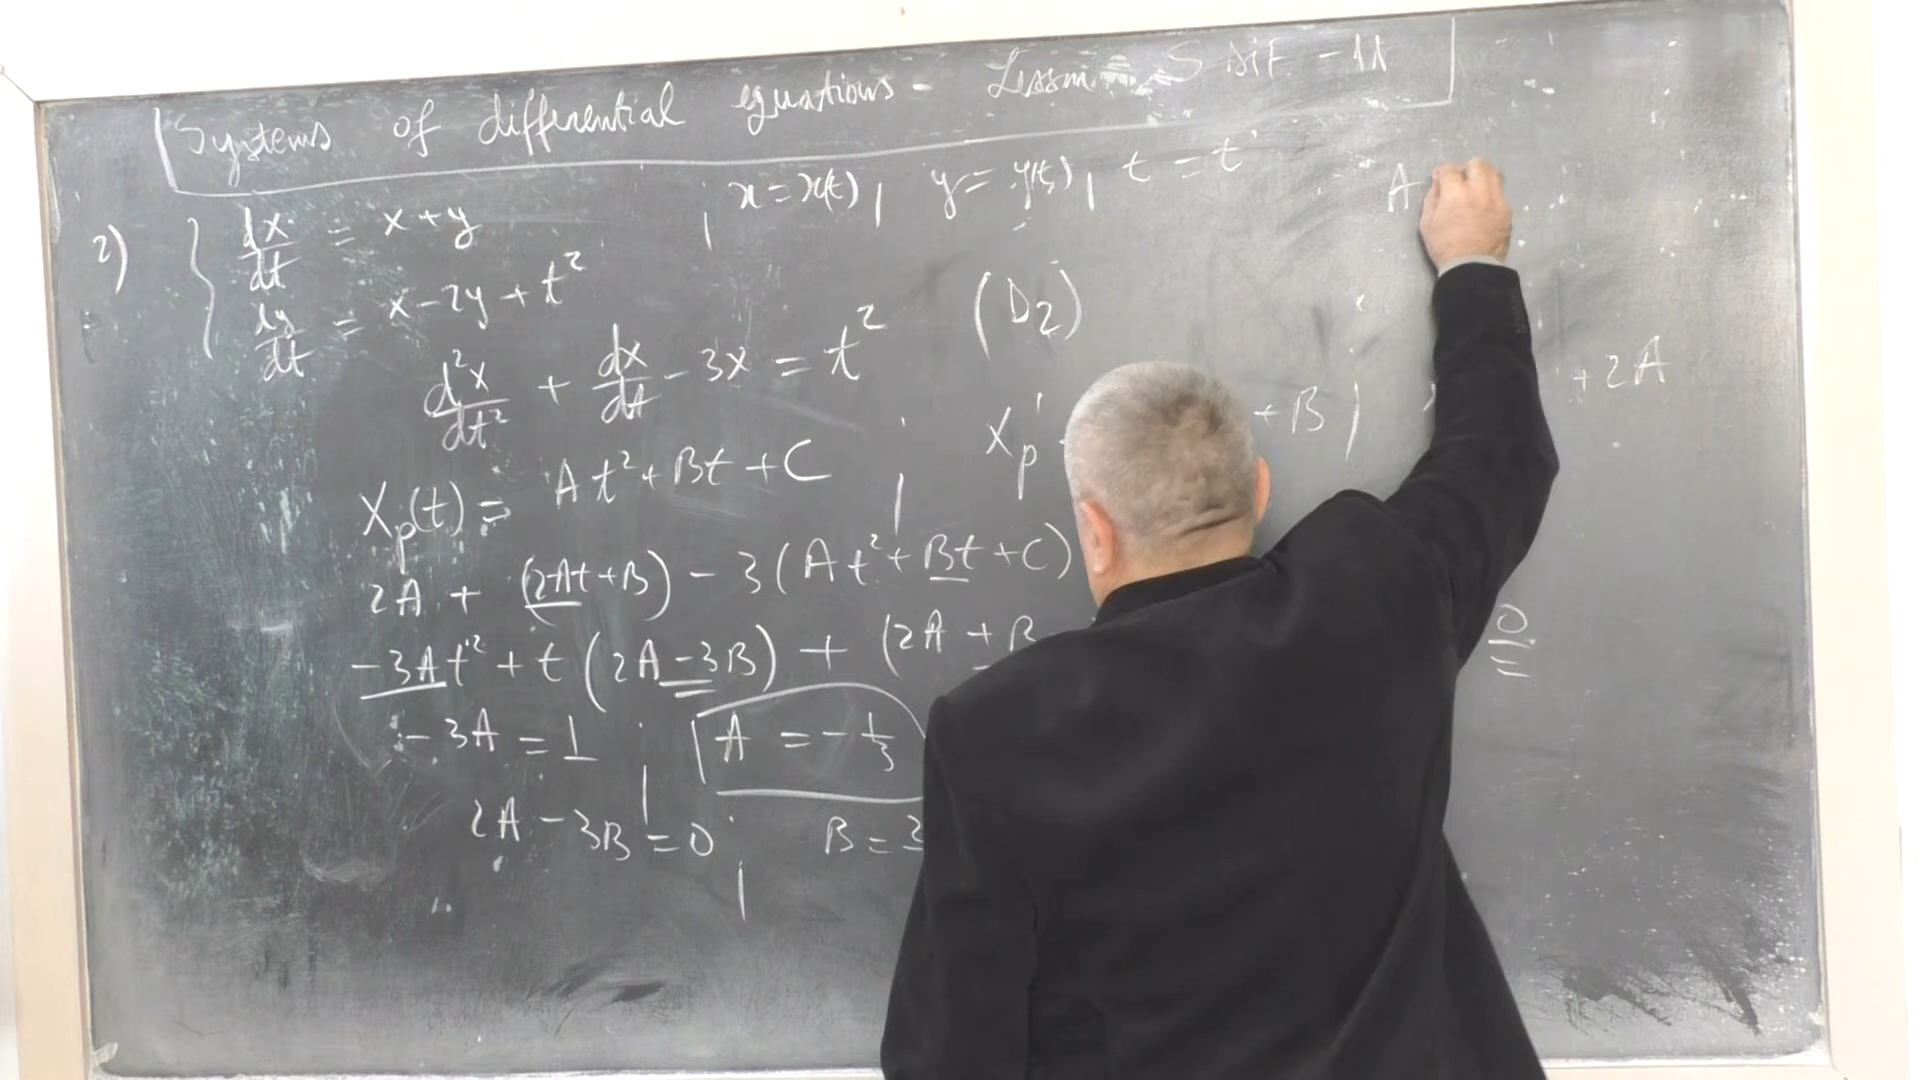 Systems of differential equations - Lesson SDIF - 11
x = x(t), y = y(t), t = t
2) dx/dt = x + y
dy/dt = x - 2y + t²
d²x/dt² + dx/dt - 3x = t² (D2)
Xp(t) = At² + Bt + C, Xp' + B, + 2A
2A + (2At + B) - 3(At² + Bt + C)
-3At² + t(2A - 3B) + (2A + B 0
-3A = 1, A = -1/3
2A - 3B = 0, B =
A